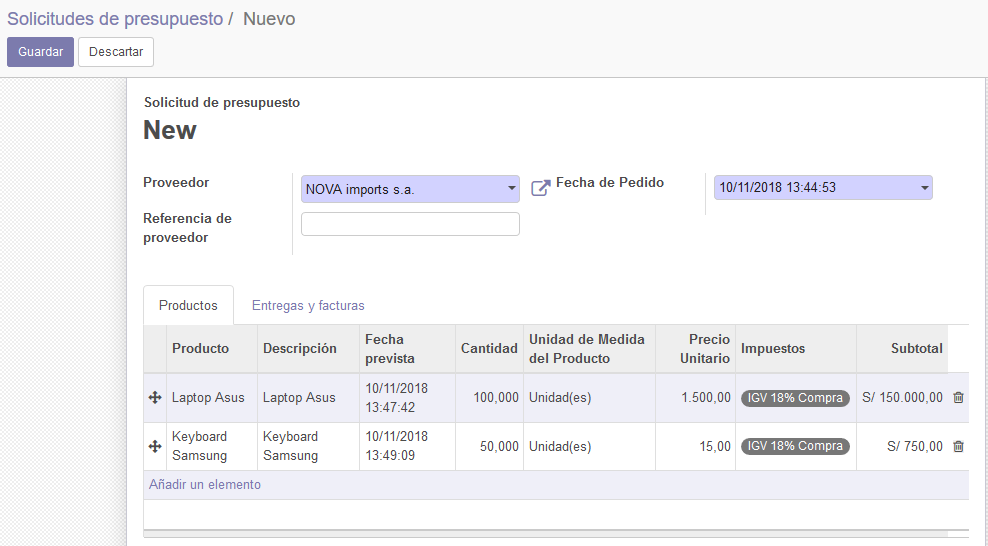 Solicitudes de presupuesto / Nuevo
Guardar Descartar
Solicitud de presupuesto
New
Proveedor NOVA imports s.a. Fecha de Pedido 10/11/2018 13:44:53
Referencia de
proveedor
Productos Entregas y facturas
Producto Descripción Fecha
prevista Cantidad Unidad de Medida
del Producto Precio
Unitario Impuestos Subtotal
Laptop Asus Laptop Asus 10/11/2018
13:47:42 100,000 Unidad(es) 1.500,00 IGV 18% Compra S/ 150.000,00
Keyboard
Samsung Keyboard
Samsung 10/11/2018
13:49:09 50,000 Unidad(es) 15,00 IGV 18% Compra S/ 750,00
Añadir un elemento